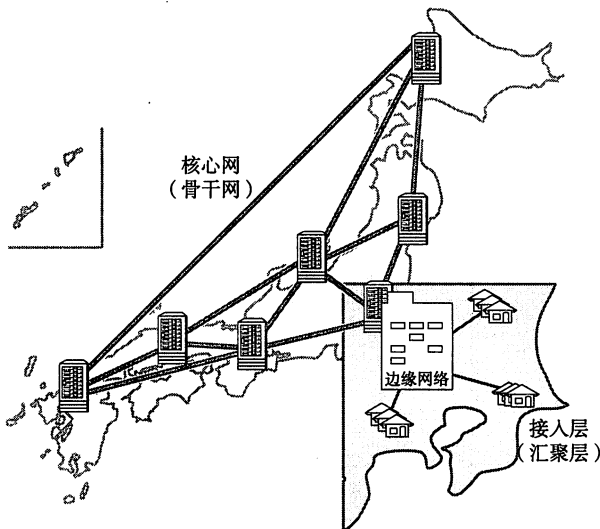 核心网
（骨干网）
边缘网络
接入层
（汇聚层）